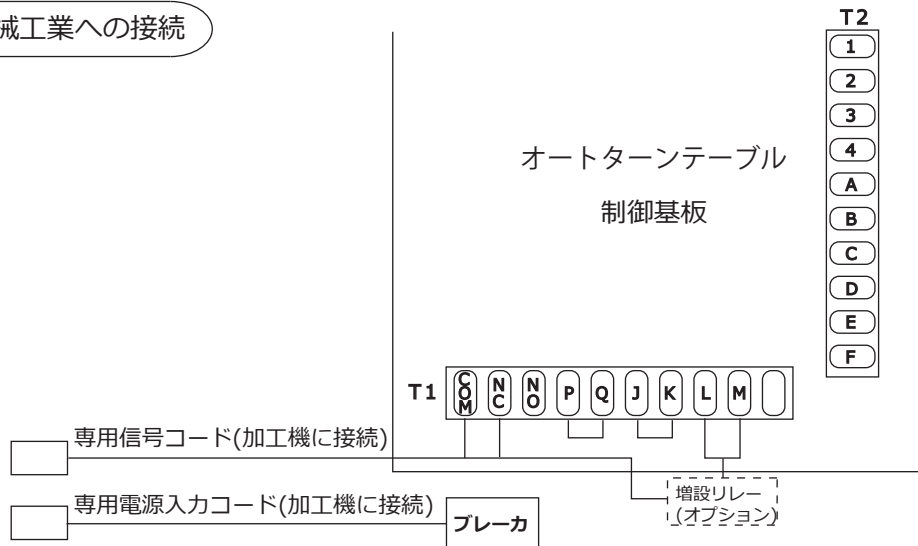 械工業への接続
T2
1
2
3
4
A
B
C
D
E
F
オートターンテーブル
制御基板
T1 COM NC NO P Q J K L M
専用信号コード(加工機に接続)
増設リレー
(オプション)
専用電源入力コード(加工機に接続)
ブレーカ